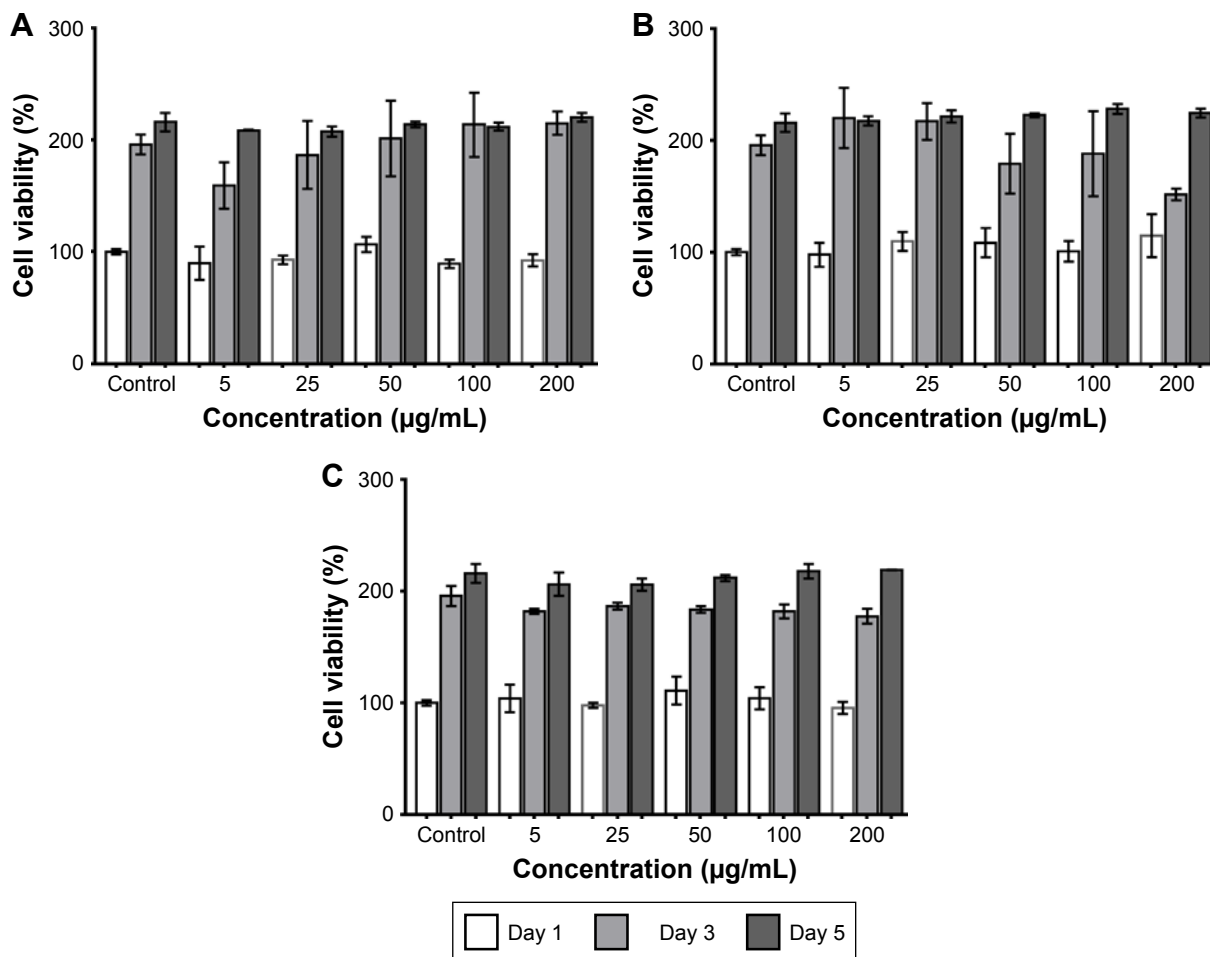 A
300
200
100
0
Cell viability (%)
Control 5 25 50 100 200
Concentration (µg/mL)
B
300
200
100
0
Cell viability (%)
Control 5 25 50 100 200
Concentration (µg/mL)
C
300
200
100
0
Cell viability (%)
Control 5 25 50 100 200
Concentration (µg/mL)
Day 1 Day 3 Day 5